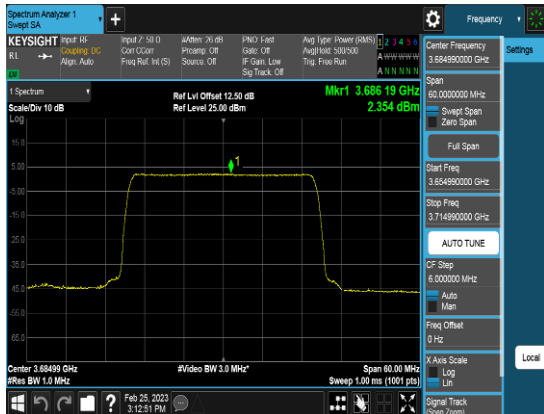 Spectrum Analyzer 1
Swept SA
+
Frequency
KEYSIGHT
Input: RF
Coupling: DC
Align: Auto
Input Z: 50 Ω
Corr CCorr
Freq Ref: Int (S)
#Atten: 26 dB
Preamp: Off
Source: Off
PNO: Fast
Gate: Off
IF Gain: Low
Sig Track: Off
Avg Type: Power (RMS)
Avg|Hold: 500/500
Trig: Free Run
1 2 3 4 5 6
A WW WW W
A N N N N N
RL
1 Spectrum
Scale/Div 10 dB
Log
Ref Lvl Offset 12.50 dB
Ref Level 25.00 dBm
Mkr1 3.686 19 GHz
2.354 dBm
15.0
5.00
-5.00
-15.0
-25.0
-35.0
-45.0
-55.0
-65.0
1
Center 3.68499 GHz
#Res BW 1.0 MHz
#Video BW 3.0 MHz*
Span 60.00 MHz
Sweep 1.00 ms (1001 pts)
Feb 25, 2023
3:12:51 PM
Center Frequency
3.684990000 GHz
Span
60.0000000 MHz
Swept Span
Zero Span
Full Span
Start Freq
3.654990000 GHz
Stop Freq
3.714990000 GHz
AUTO TUNE
CF Step
6.000000 MHz
Auto
Man
Freq Offset
0 Hz
X Axis Scale
Log
Lin
Signal Track
(Span Zoom)
Settings
Local